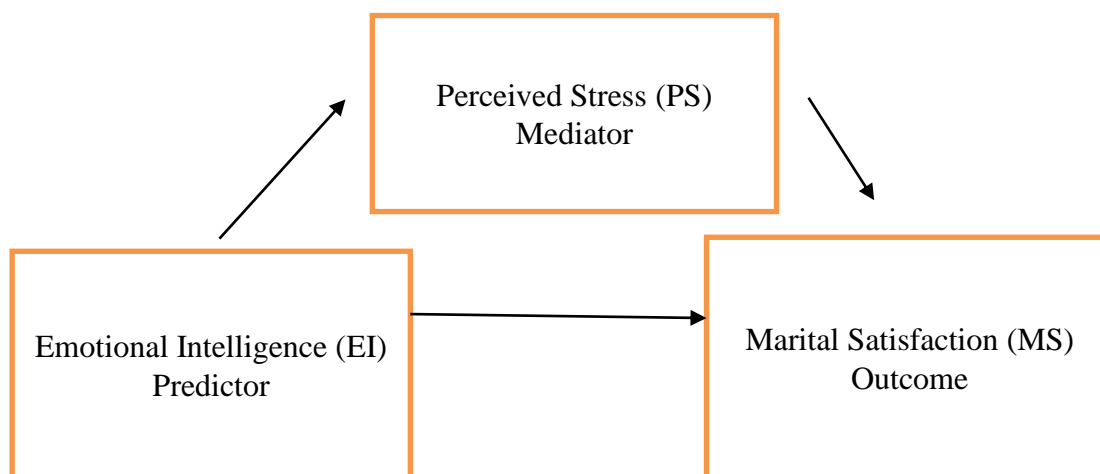 Perceived Stress (PS)
Mediator
Emotional Intelligence (EI)
Predictor
Marital Satisfaction (MS)
Outcome